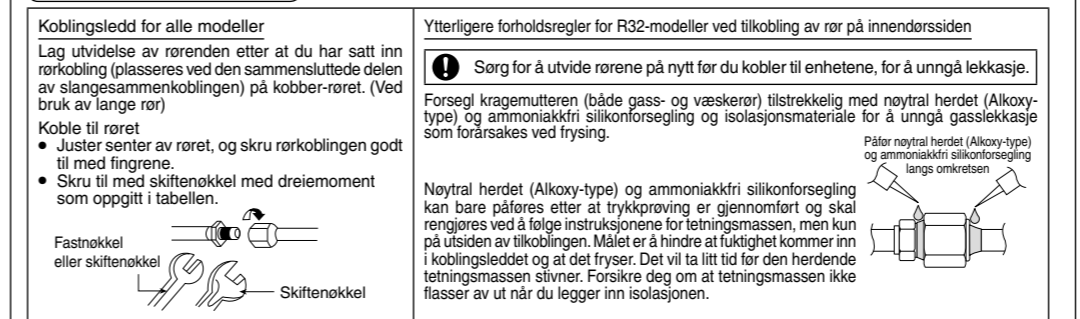 Koblingsledd for alle modeller
Lag utvidelse av rørenden etter at du har satt inn
rørkobling (plasseres ved den sammensluttede delen
av slangesammenkoblingen) på kobber-røret. (Ved
bruk av lange rør)
Koble til røret
● Juster senter av røret, og skru rørkoblingen godt
til med fingrene.
● Skru til med skiftenøkkel med dreiemoment
som oppgitt i tabellen.
Fastnøkkel
eller skiftenøkkel
Skiftenøkkel
Ytterligere forholdsregler for R32-modeller ved tilkobling av rør på innendørssiden
Sørg for å utvide rørene på nytt før du kobler til enhetene, for å unngå lekkasje.
Forsegl kragemutteren (både gass- og væskerør) tilstrekkelig med nøytral herdet (Alkoxy-
type) og ammoniakkfri silikonforsegling og isolasjonsmateriale for å unngå gasslekkasje
som forårsakes ved frysing.
Påfør nøytral herdet (Alkoxy-type)
og ammoniakkfri silikonforsegling
langs omkretsen
Nøytral herdet (Alkoxy-type) og ammoniakkfri silikonforsegling
kan bare påføres etter at trykkprøving er gjennomført og skal
rengjøres ved å følge instruksjonene for tetningsmassen, men kun
på utsiden av tilkoblingen. Målet er å hindre at fuktighet kommer inn
i koblingsleddet og at det fryser. Det vil ta litt tid før den herdende
tetningsmassen stivner. Forsikre deg om at tetningsmassen ikke
flasser av ut når du legger inn isolasjonen.